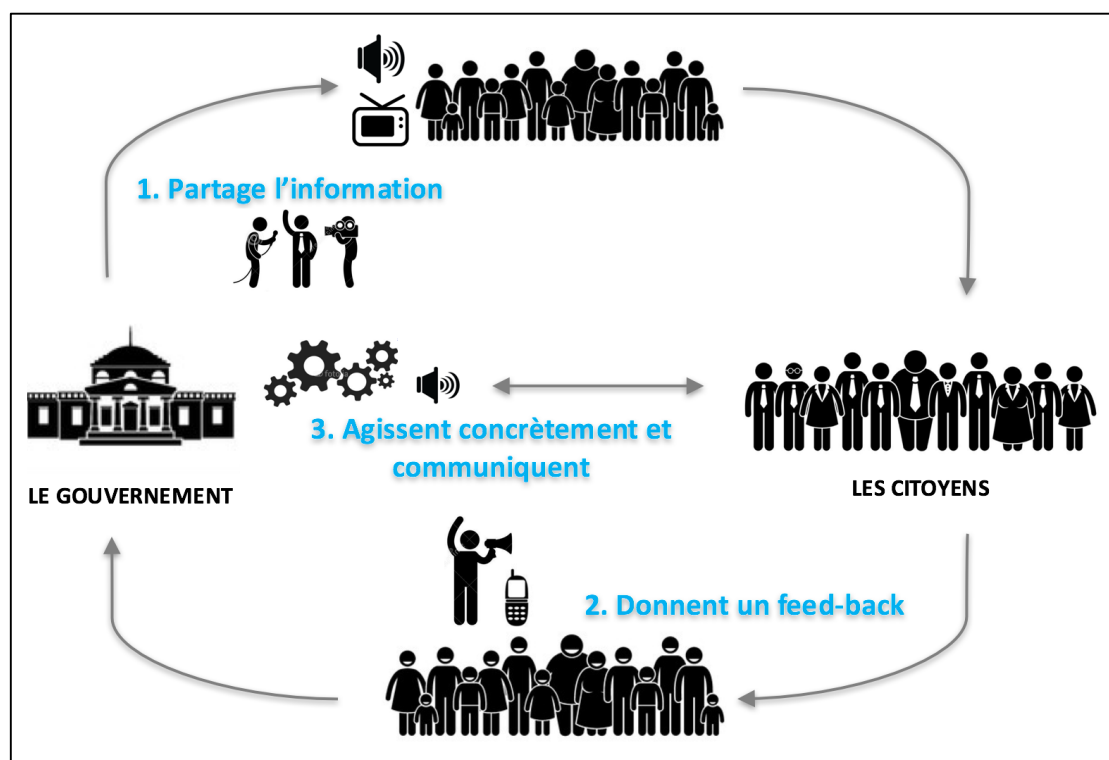 1. Partage l'information
3. Agissent concrètement et
communiquent
LE GOUVERNEMENT
LES CITOYENS
2. Donnent un feed-back